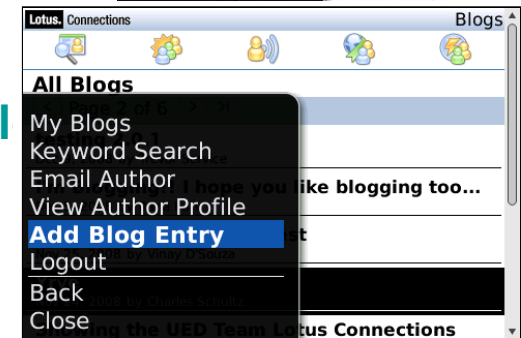 Lotus. Connections Blogs
All Blogs
Page 2 of 6
My Blogs
Keyword Search
Email Author
View Author Profile
Add Blog Entry
Logout
Back
Close
I hope you like blogging too...
2008 by Vinay D'Souza
2008 by Charles Schultz
Showing the UED Team Lotus Connections